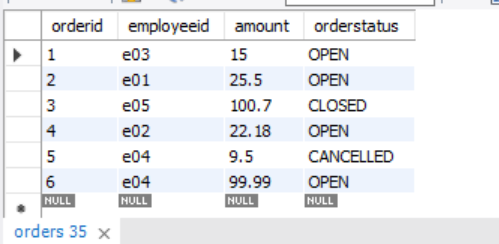 orderid employeeid amount orderstatus
1 e03 15 OPEN
2 e01 25.5 OPEN
3 e05 100.7 CLOSED
4 e02 22.18 OPEN
5 e04 9.5 CANCELLED
6 e04 99.99 OPEN
NULL NULL NULL NULL
orders 35